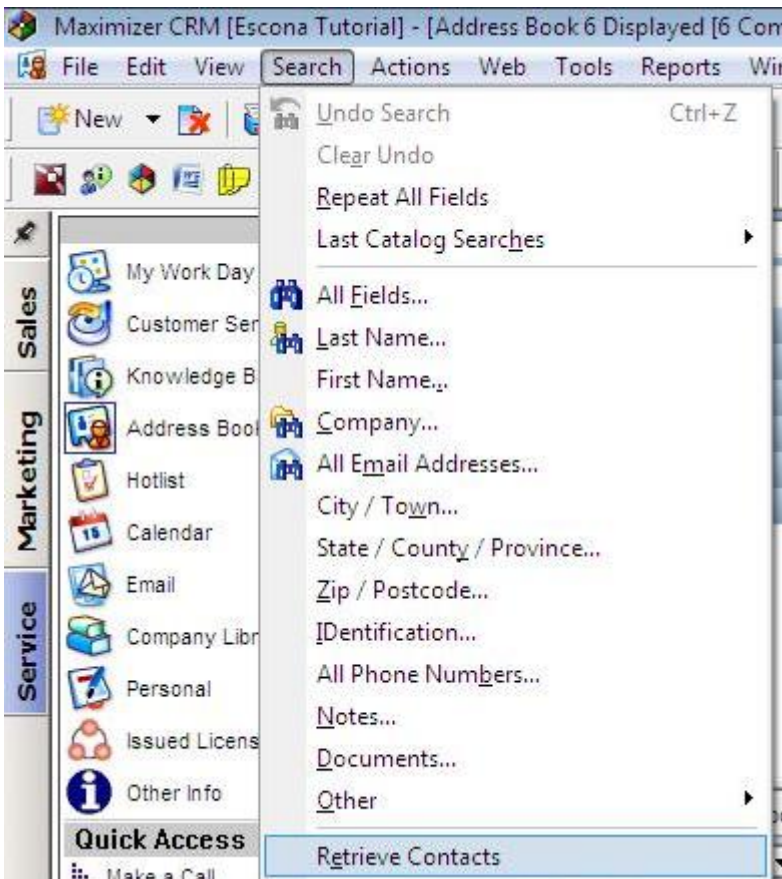 Maximizer CRM [Escona Tutorial] - [Address Book 6 Displayed [6
File Edit View Search Actions Web Tools Reports
New
Undo Search Ctrl+Z
Clear Undo
Repeat All Fields
Last Catalog Searches
All Fields...
Last Name...
First Name...
Company...
All Email Addresses...
City / Town...
State / County / Province...
Zip / Postcode...
IDentification...
All Phone Numbers...
Notes...
Documents...
Other
Retrieve Contacts
Sales
Marketing
Service
My Work Day
Customer Ser
Knowledge B
Address Boo
Hotlist
Calendar
Email
Company Libr
Personal
Issued Licens
Other Info
Quick Access
Make a Call